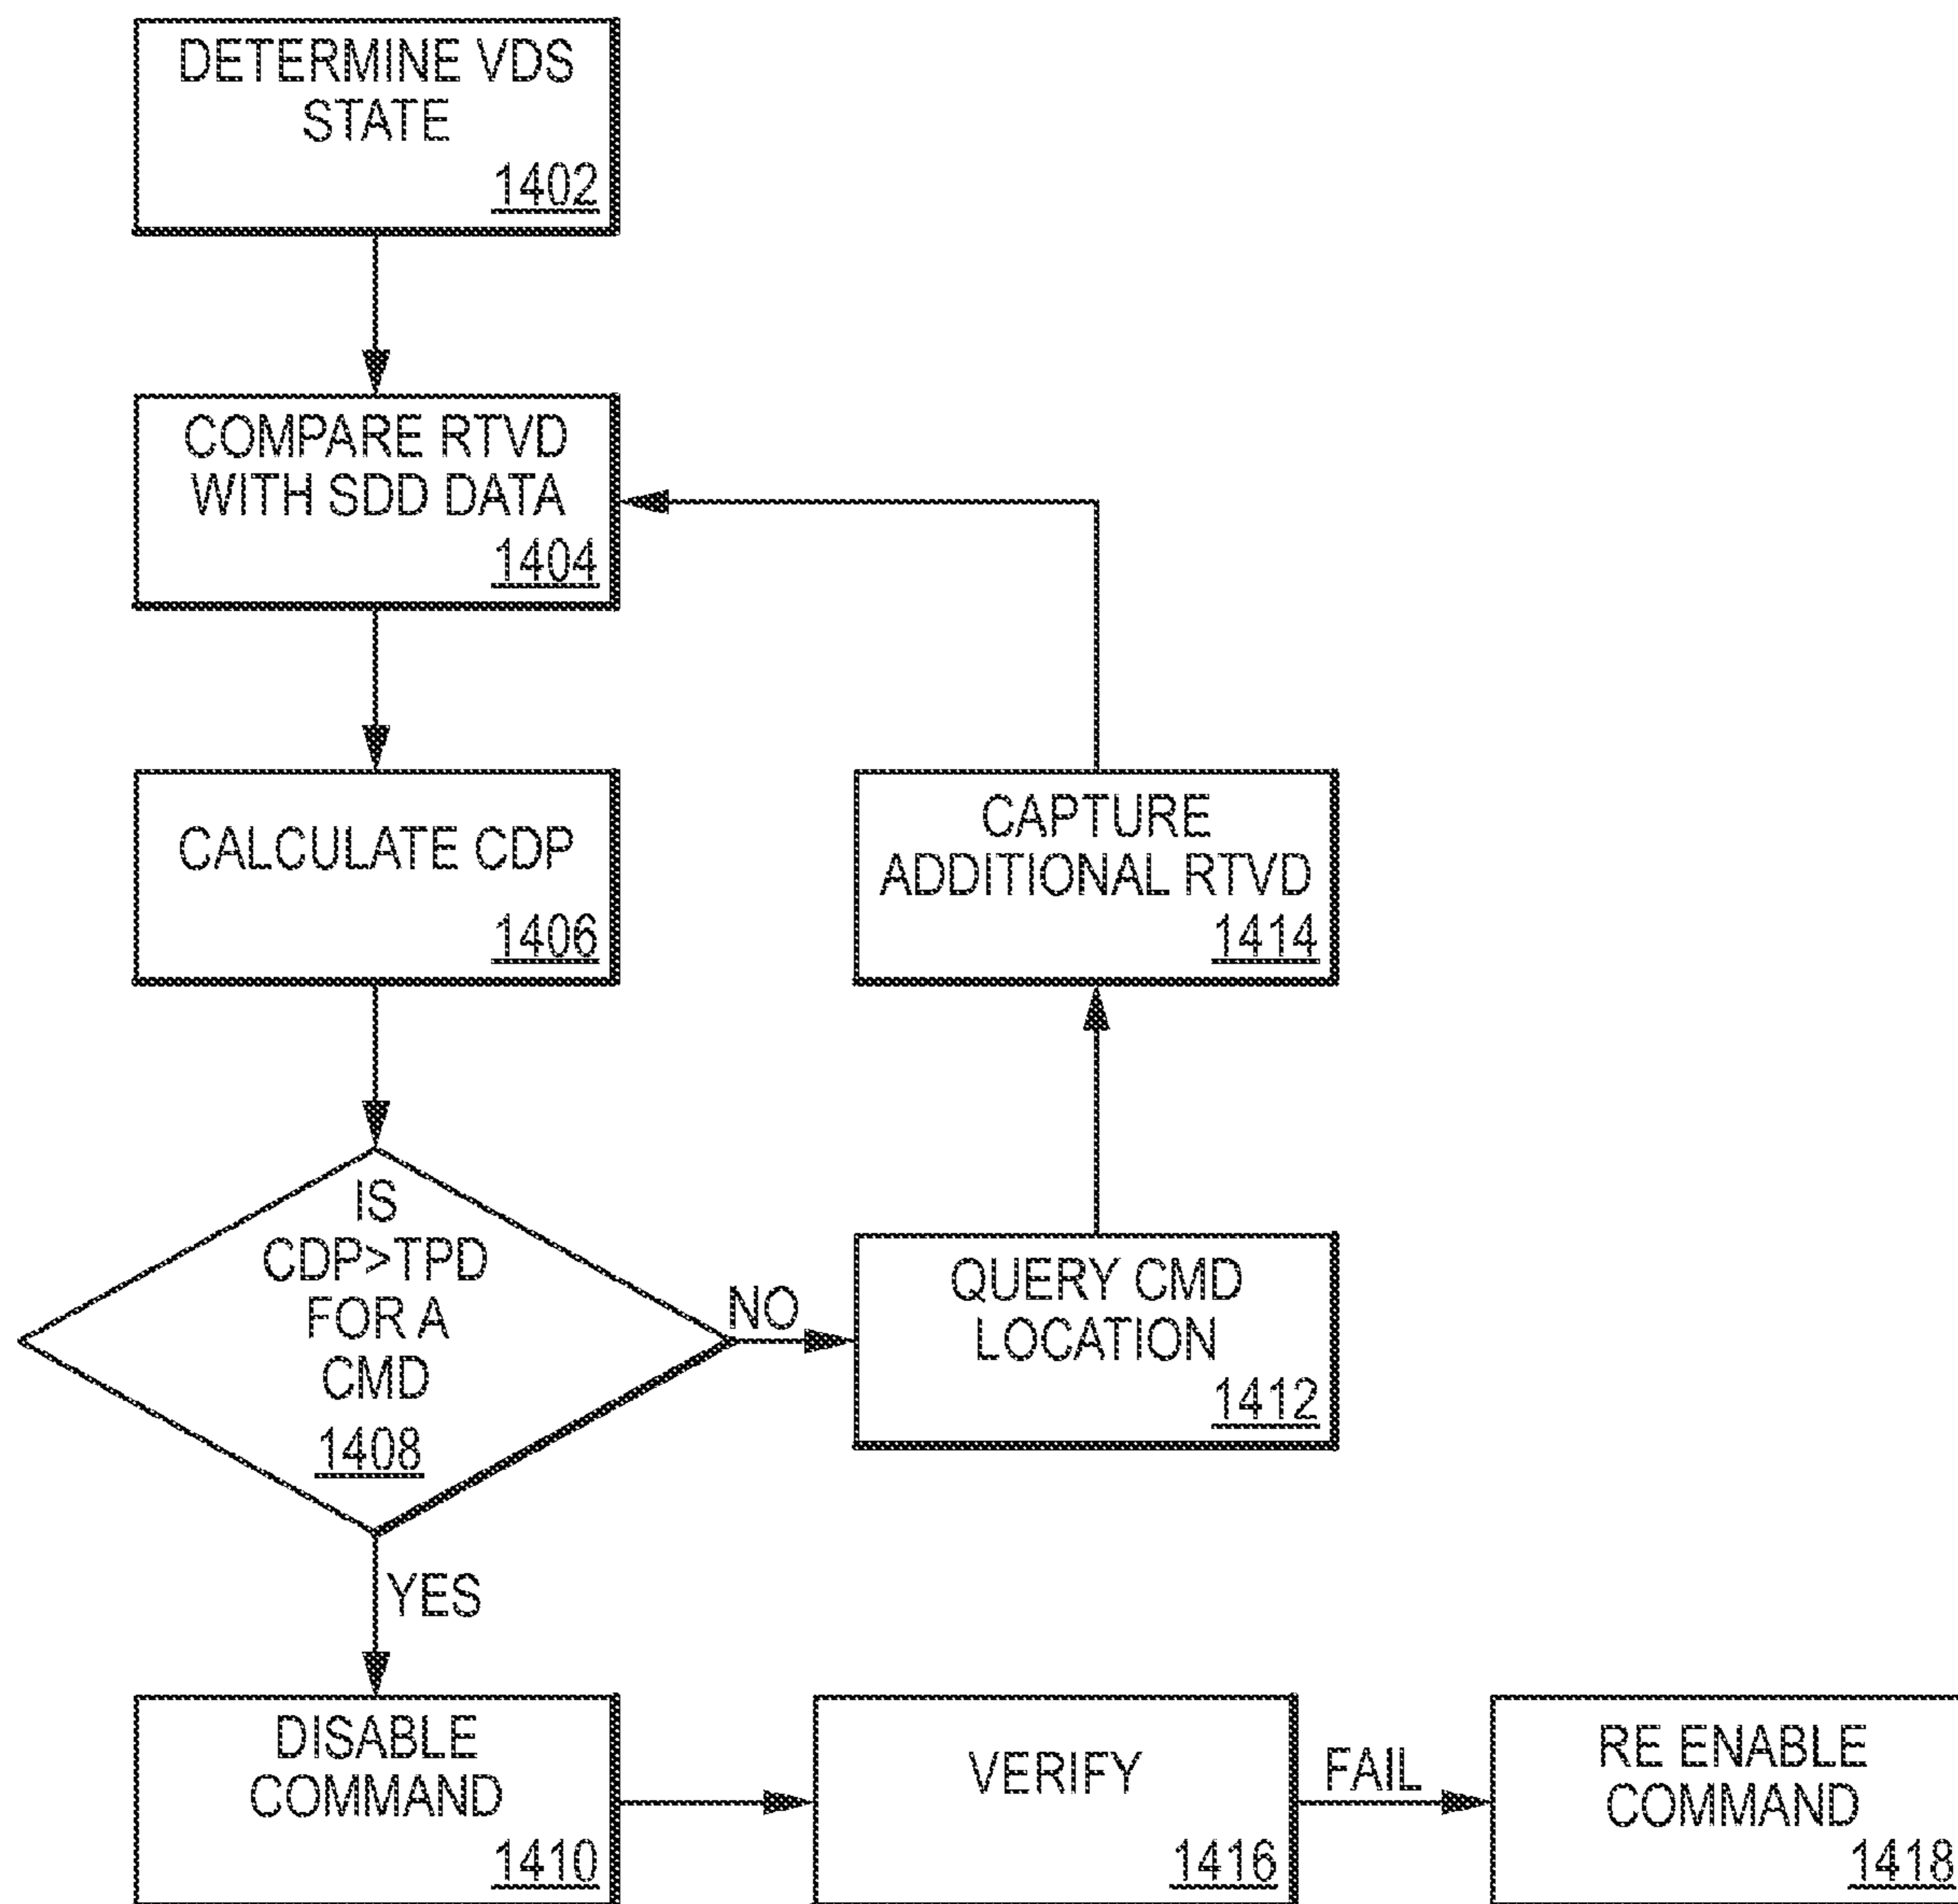 DETERMINE VDS
STATE
1402
COMPARE RTVD
WITH SDD DATA
1404
CALCULATE CDP
1406
CAPTURE
ADDITIONAL RTVD
1414
IS
CDP>TPD
FOR A
CMD
1408
NO
QUERY CMD
LOCATION
1412
YES
DISABLE
COMMAND
1410
VERIFY
1416
FAIL
RE ENABLE
COMMAND
1418